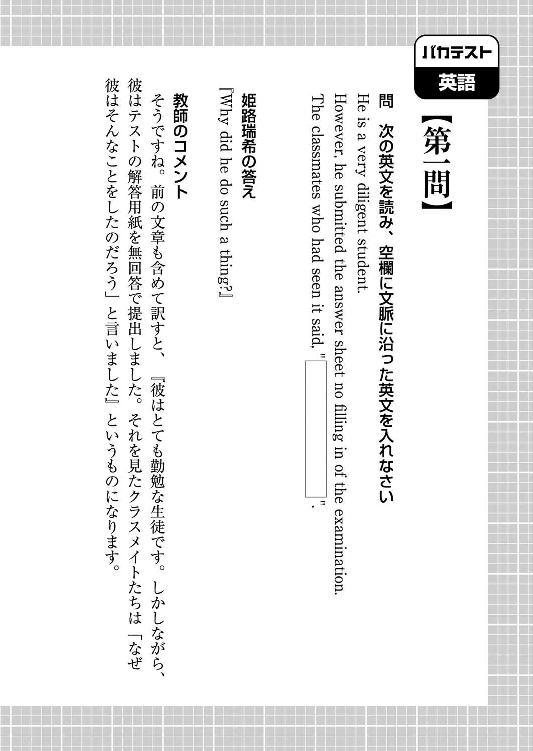 バカテスト
英語
【第一問】
問　次の英文を読み、空欄に文脈に沿った英文を入れなさい
He is a very diligent student.
However, he submitted the answer sheet no filling in of the examination.
The classmates who had seen it said, " ".
姫路瑞希の答え
『Why did he do such a thing?』
教師のコメント
そうですね。前の文章も含めて訳すと、『彼はとても勤勉な生徒です。しかしながら、
彼はテストの解答用紙を無回答で提出しました。それを見たクラスメイトたちは「なぜ
彼はそんなことをしたのだろう」と言いました』というものになります。